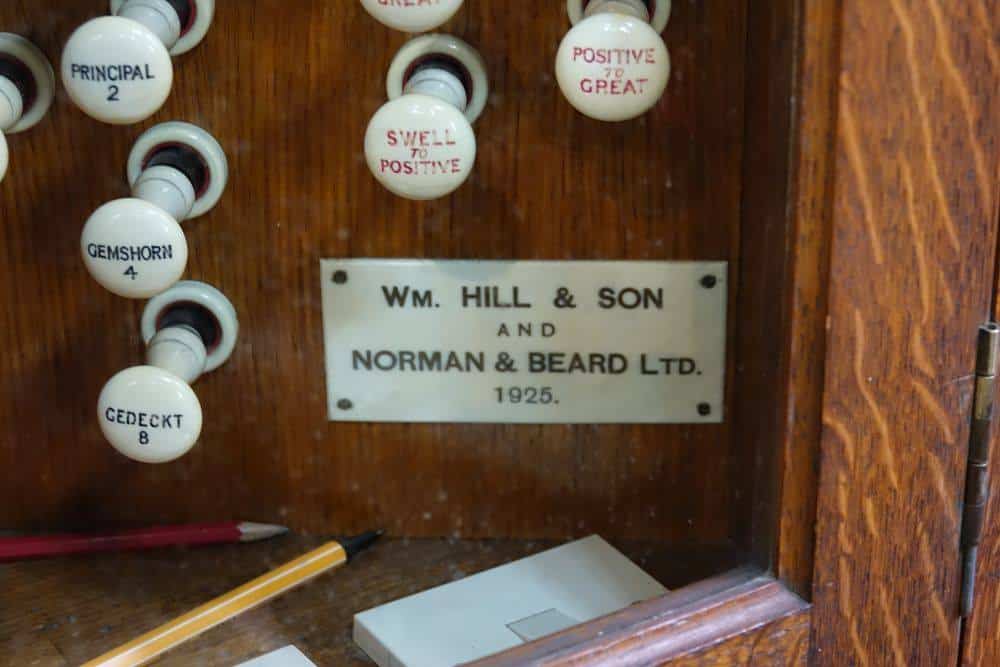 GREAT
PRINCIPAL
2
SWELL
TO
POSITIVE
POSITIVE
TO
GREAT
GEMSHORN
4
GEDECKT
8
WM. HILL & SON
AND
NORMAN & BEARD LTD.
1925.